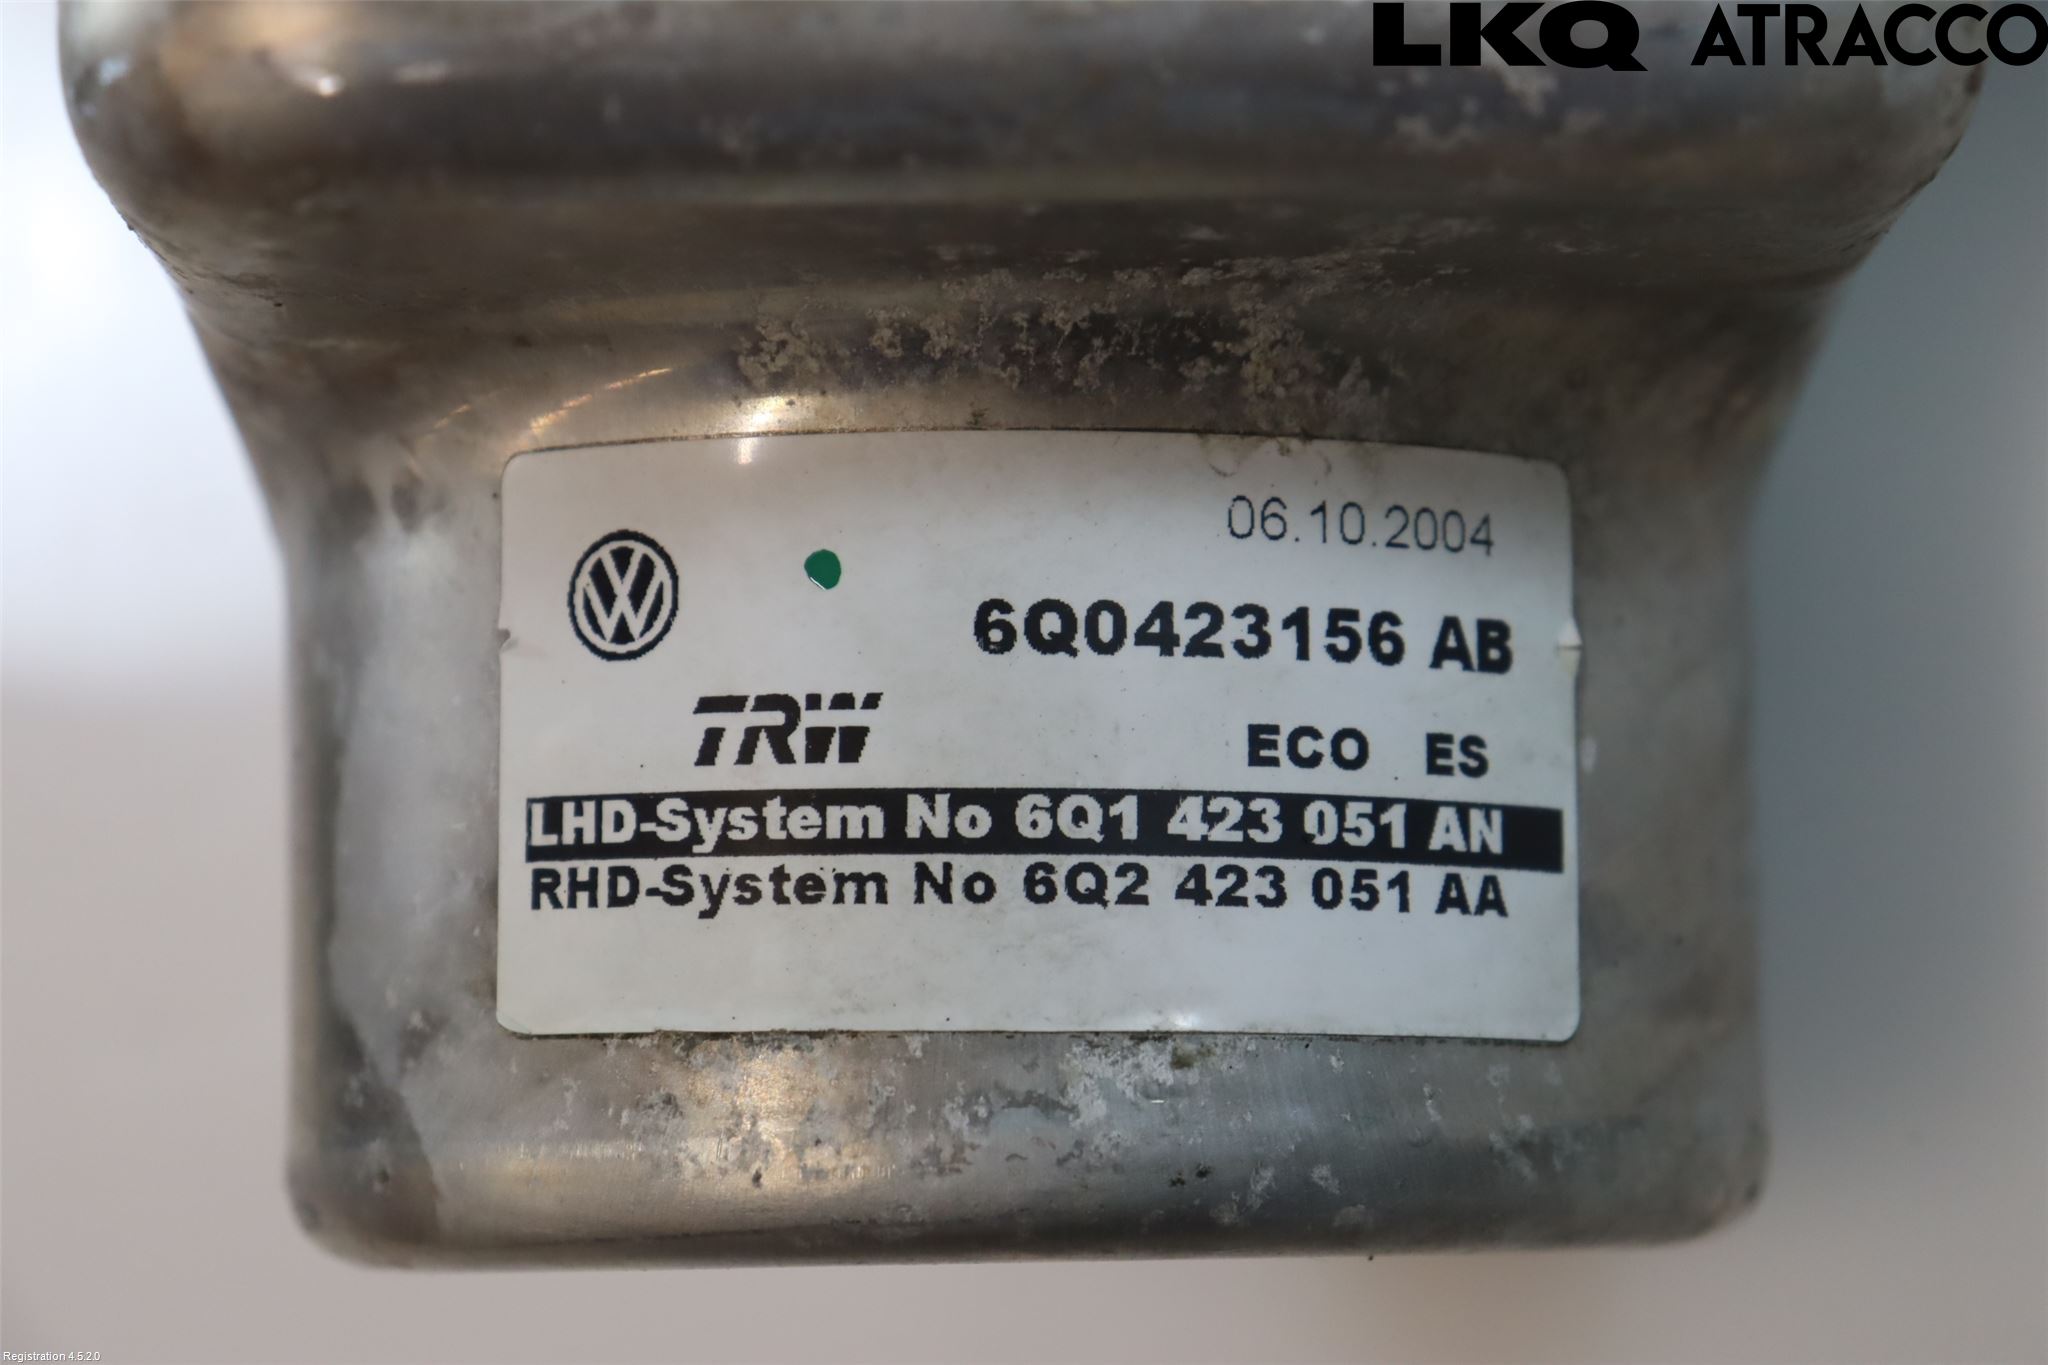 LKQ ATRACCO
06.10.2004
6Q0423156 AB
TRW
ECO ES
LHD-System No 6Q1 423 051 AN
RHD-System No 6Q2 423 051 AA
Registration 4.5.2.0